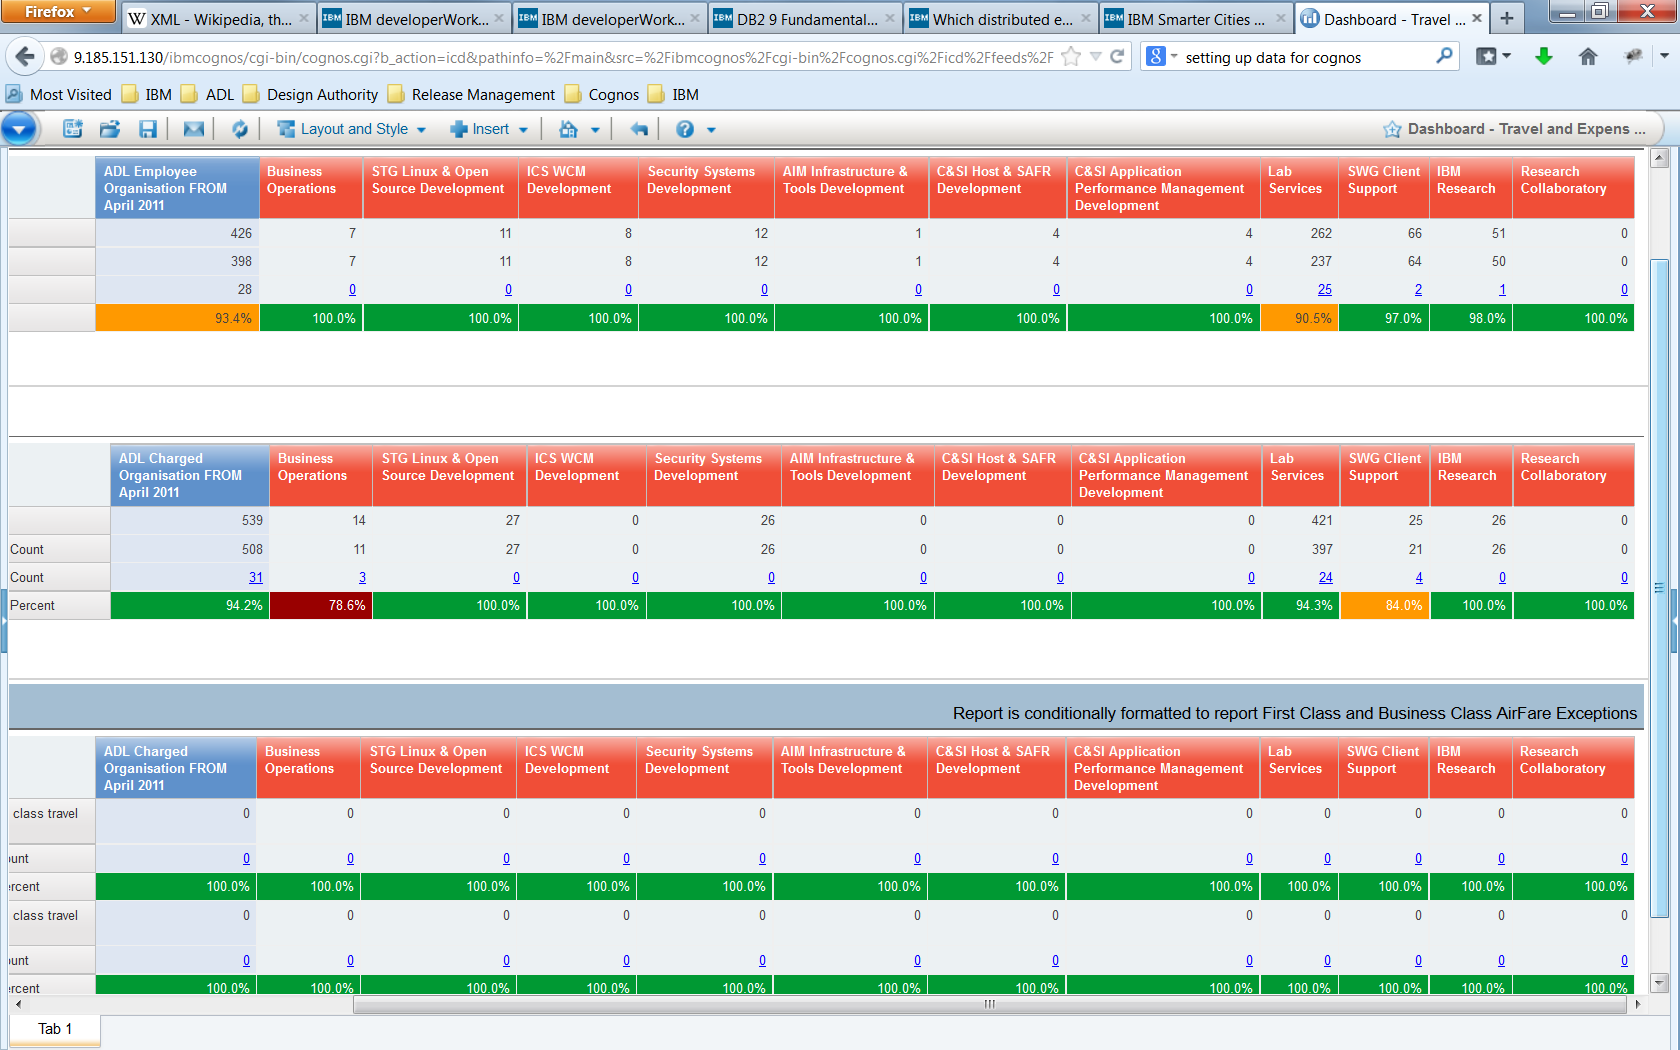 Firefox
XML - Wikipedia, th...
IBM IBM developerWork...
IBM IBM developerWork...
IBM DB2 9 Fundamental...
IBM Which distributed e...
IBM IBM Smarter Cities ...
Dashboard - Travel ...
9.185.151.130/ibmcognos/cgi-bin/cognos.cgi?b_action=icd&pathinfo=%2Fmain&src=%2Fibmcognos%2Fcgi-bin%2Fcognos.cgi%2Ficd%2Ffeeds%2F
setting up data for cognos
Most Visited IBM ADL Design Authority Release Management Cognos IBM
Layout and Style Insert Dashboard - Travel and Expens ...
ADL Employee Organisation FROM April 2011
Business Operations
STG Linux & Open Source Development
ICS WCM Development
Security Systems Development
AIM Infrastructure & Tools Development
C&SI Host & SAFR Development
C&SI Application Performance Management Development
Lab Services
SWG Client Support
IBM Research
Research Collaboratory
426 7 11 8 12 1 4 4 262 66 51 0
398 7 11 8 12 1 4 4 237 64 50 0
28 0 0 0 0 0 0 0 25 2 1 0
93.4% 100.0% 100.0% 100.0% 100.0% 100.0% 100.0% 100.0% 90.5% 97.0% 98.0% 100.0%
ADL Charged Organisation FROM April 2011
Business Operations
STG Linux & Open Source Development
ICS WCM Development
Security Systems Development
AIM Infrastructure & Tools Development
C&SI Host & SAFR Development
C&SI Application Performance Management Development
Lab Services
SWG Client Support
IBM Research
Research Collaboratory
539 14 27 0 26 0 0 0 421 25 26 0
Count 508 11 27 0 26 0 0 0 397 21 26 0
Count 31 3 0 0 0 0 0 0 24 4 0 0
Percent 94.2% 78.6% 100.0% 100.0% 100.0% 100.0% 100.0% 100.0% 94.3% 84.0% 100.0% 100.0%
Report is conditionally formatted to report First Class and Business Class AirFare Exceptions
ADL Charged Organisation FROM April 2011
Business Operations
STG Linux & Open Source Development
ICS WCM Development
Security Systems Development
AIM Infrastructure & Tools Development
C&SI Host & SAFR Development
C&SI Application Performance Management Development
Lab Services
SWG Client Support
IBM Research
Research Collaboratory
class travel 0 0 0 0 0 0 0 0 0 0 0 0
unt 0 0 0 0 0 0 0 0 0 0 0 0
ercent 100.0% 100.0% 100.0% 100.0% 100.0% 100.0% 100.0% 100.0% 100.0% 100.0% 100.0% 100.0%
class travel 0 0 0 0 0 0 0 0 0 0 0 0
unt 0 0 0 0 0 0 0 0 0 0 0 0
ercent 100.0% 100.0% 100.0% 100.0% 100.0% 100.0% 100.0% 100.0% 100.0% 100.0% 100.0% 100.0%
Tab 1